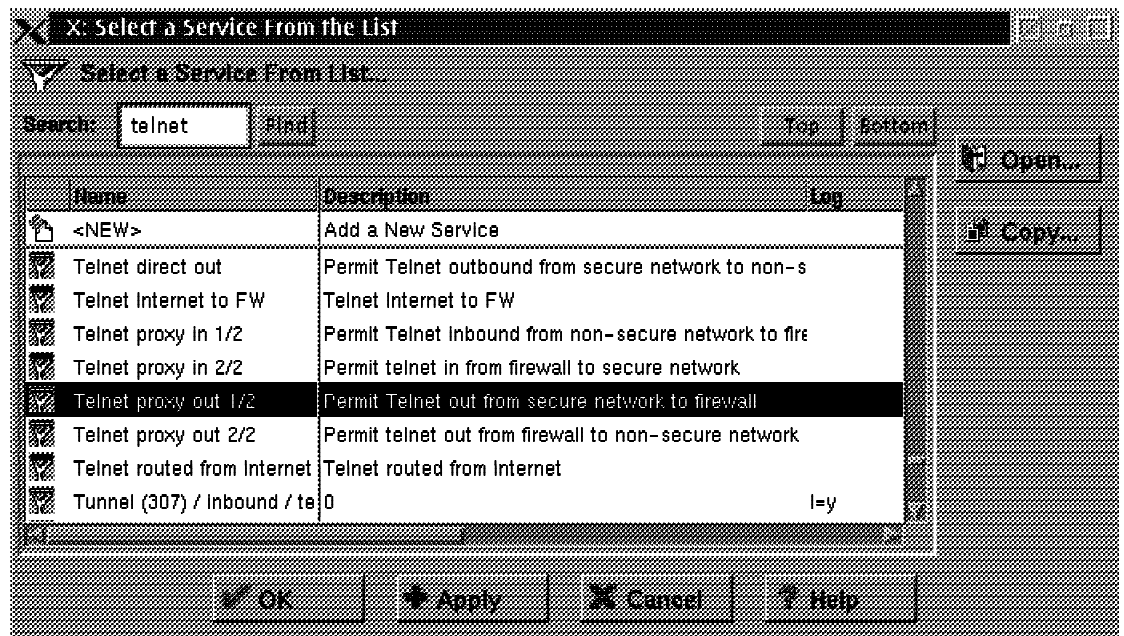 X: Select a Service From the List
Select a Service From List...
Search: telnet Find Top Bottom
Open...
Name Description Log
Copy...
<NEW> Add a New Service
Telnet direct out Permit Telnet outbound from secure network to non-s
Telnet Internet to FW Telnet Internet to FW
Telnet proxy in 1/2 Permit Telnet inbound from non-secure network to fire
Telnet proxy in 2/2 Permit telnet in from firewall to secure network
Telnet proxy out 1/2 Permit Telnet out from secure network to firewall
Telnet proxy out 2/2 Permit telnet out from firewall to non-secure network
Telnet routed from Internet Telnet routed from Internet
Tunnel (307) / inbound / te 0 l=y
OK Apply Cancel Help